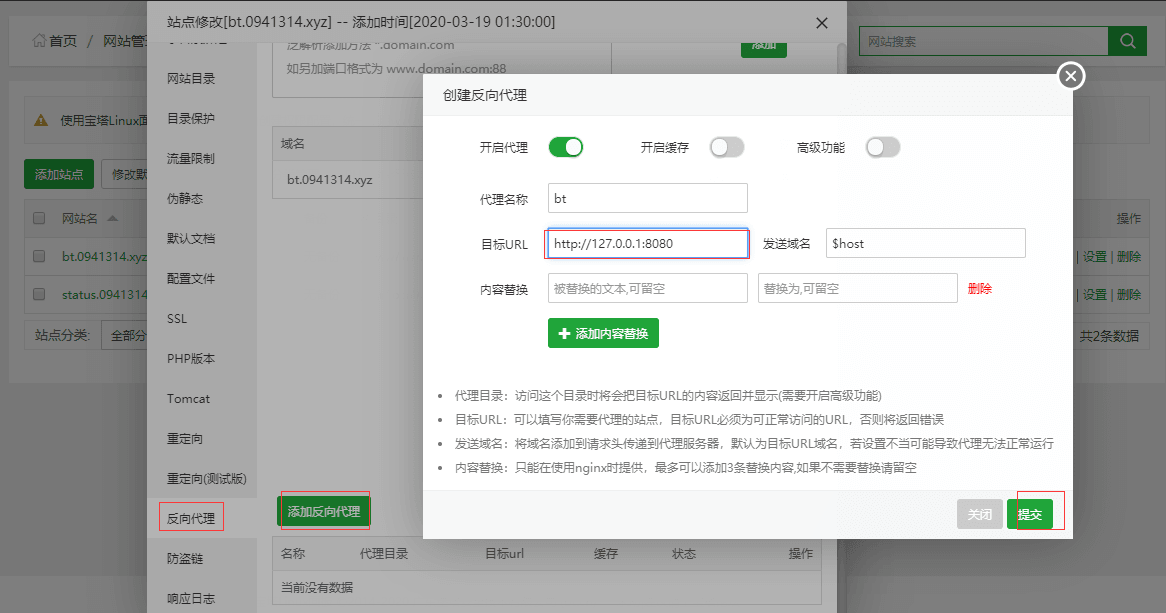 站点修改[bt.0941314.xyz] -- 添加时间[2020-03-19 01:30:00]
首页 / 网站管
网站搜索
泛解析添加方法 *.domain.com
添加
如另加端口格式为 www.domain.com:88
网站目录
目录保护
流量限制
伪静态
默认文档
配置文件
SSL
PHP版本
Tomcat
重定向
重定向(测试版)
反向代理
防盗链
响应日志
使用宝塔Linux面
添加站点
修改默
网站名
操作
bt.0941314.xyz
设置 | 删除
status.0941314
设置 | 删除
站点分类:
全部分
共2条数据
域名
bt.0941314.xyz
创建反向代理
开启代理
开启缓存
高级功能
代理名称
bt
目标URL
http://127.0.0.1:8080
发送域名
$host
内容替换
被替换的文本,可留空
替换为,可留空
删除
添加内容替换
代理目录：访问这个目录时将会把目标URL的内容返回并显示(需要开启高级功能)
目标URL：可以填写你需要代理的站点，目标URL必须为可正常访问的URL，否则将返回错误
发送域名：将域名添加到请求头传递到代理服务器，默认为目标URL域名，若设置不当可能导致代理无法正常运行
内容替换：只能在使用nginx时提供，最多可以添加3条替换内容,如果不需要替换请留空
关闭
提交
添加反向代理
名称 代理目录 目标url 缓存 状态 操作
当前没有数据